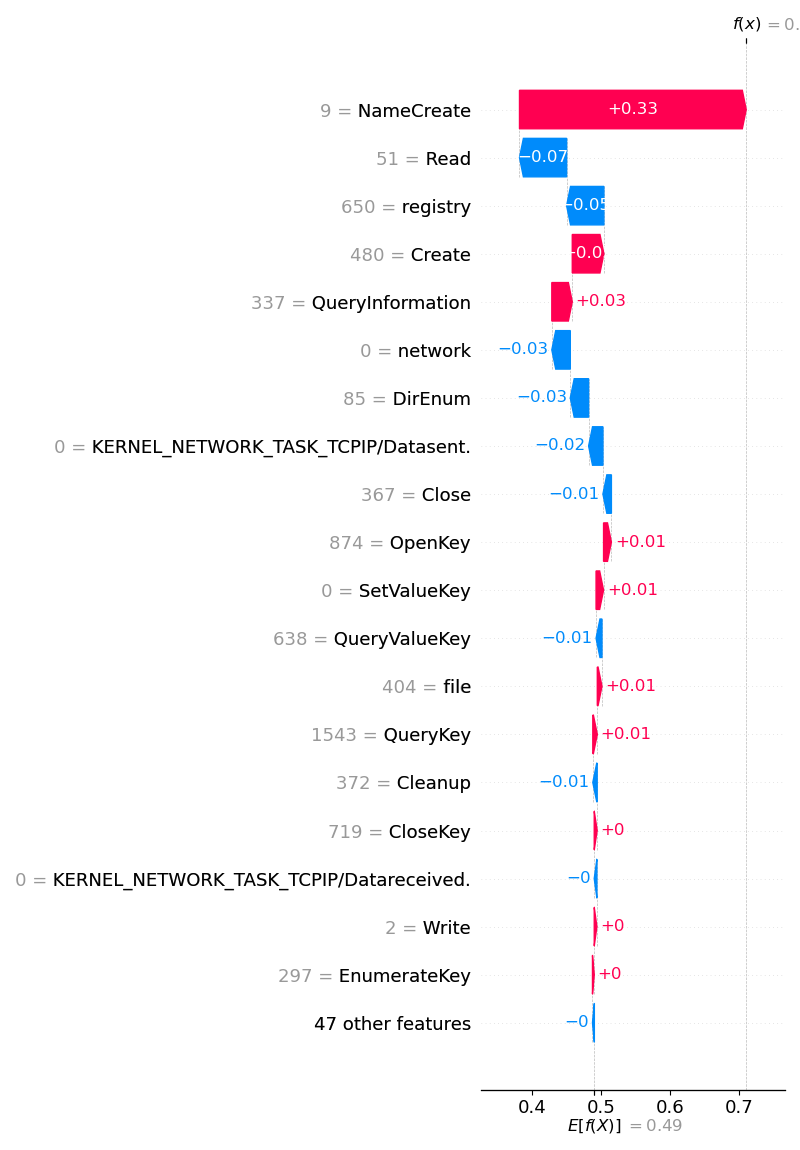 f(x) = 0.
9 = NameCreate +0.33
51 = Read −0.07
650 = registry −0.05
480 = Create
337 = QueryInformation +0.03
0 = network −0.03
85 = DirEnum −0.03
0 = KERNEL_NETWORK_TASK_TCPIP/Datasent. −0.02
367 = Close −0.01
874 = OpenKey +0.01
0 = SetValueKey +0.01
638 = QueryValueKey −0.01
404 = file +0.01
1543 = QueryKey +0.01
372 = Cleanup −0.01
719 = CloseKey +0
0 = KERNEL_NETWORK_TASK_TCPIP/Datareceived. −0
2 = Write +0
297 = EnumerateKey +0
47 other features −0
0.4 0.5 0.6 0.7
E[f(X)] = 0.49